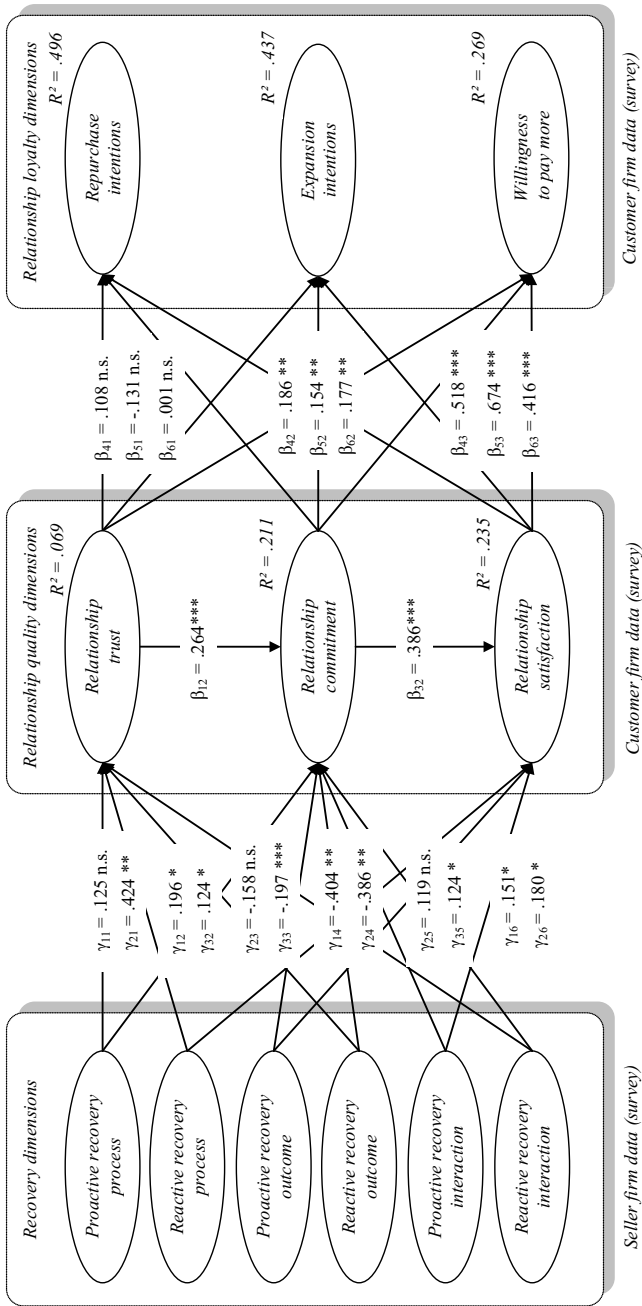 Recovery dimensions
Proactive recovery
process
Reactive recovery
process
Proactive recovery
outcome
Reactive recovery
outcome
Proactive recovery
interaction
Reactive recovery
interaction
Seller firm data (survey)
γ₁₁ = .125 n.s.
γ₂₁ = .424 **
γ₁₂ = .196 *
γ₃₂ = .124 *
γ₂₃ = -.158 n.s.
γ₃₃ = -.197 ***
γ₁₄ = -.404 **
γ₂₄ = -.386 **
γ₂₅ = .119 n.s.
γ₃₅ = .124 *
γ₁₆ = .151*
γ₂₆ = .180 *
Relationship quality dimensions
R² = .069
Relationship
trust
β₁₂ = .264***
R² = .211
Relationship
commitment
β₃₂ = .386***
R² = .235
Relationship
satisfaction
Customer firm data (survey)
β₄₁ = .108 n.s.
β₅₁ = -.131 n.s.
β₆₁ = .001 n.s.
β₄₂ = .186 **
β₅₂ = .154 **
β₆₂ = .177 **
β₄₃ = .518 ***
β₅₃ = .674 ***
β₆₃ = .416 ***
Relationship loyalty dimensions
R² = .496
Repurchase
intentions
R² = .437
Expansion
intentions
R² = .269
Willingness
to pay more
Customer firm data (survey)